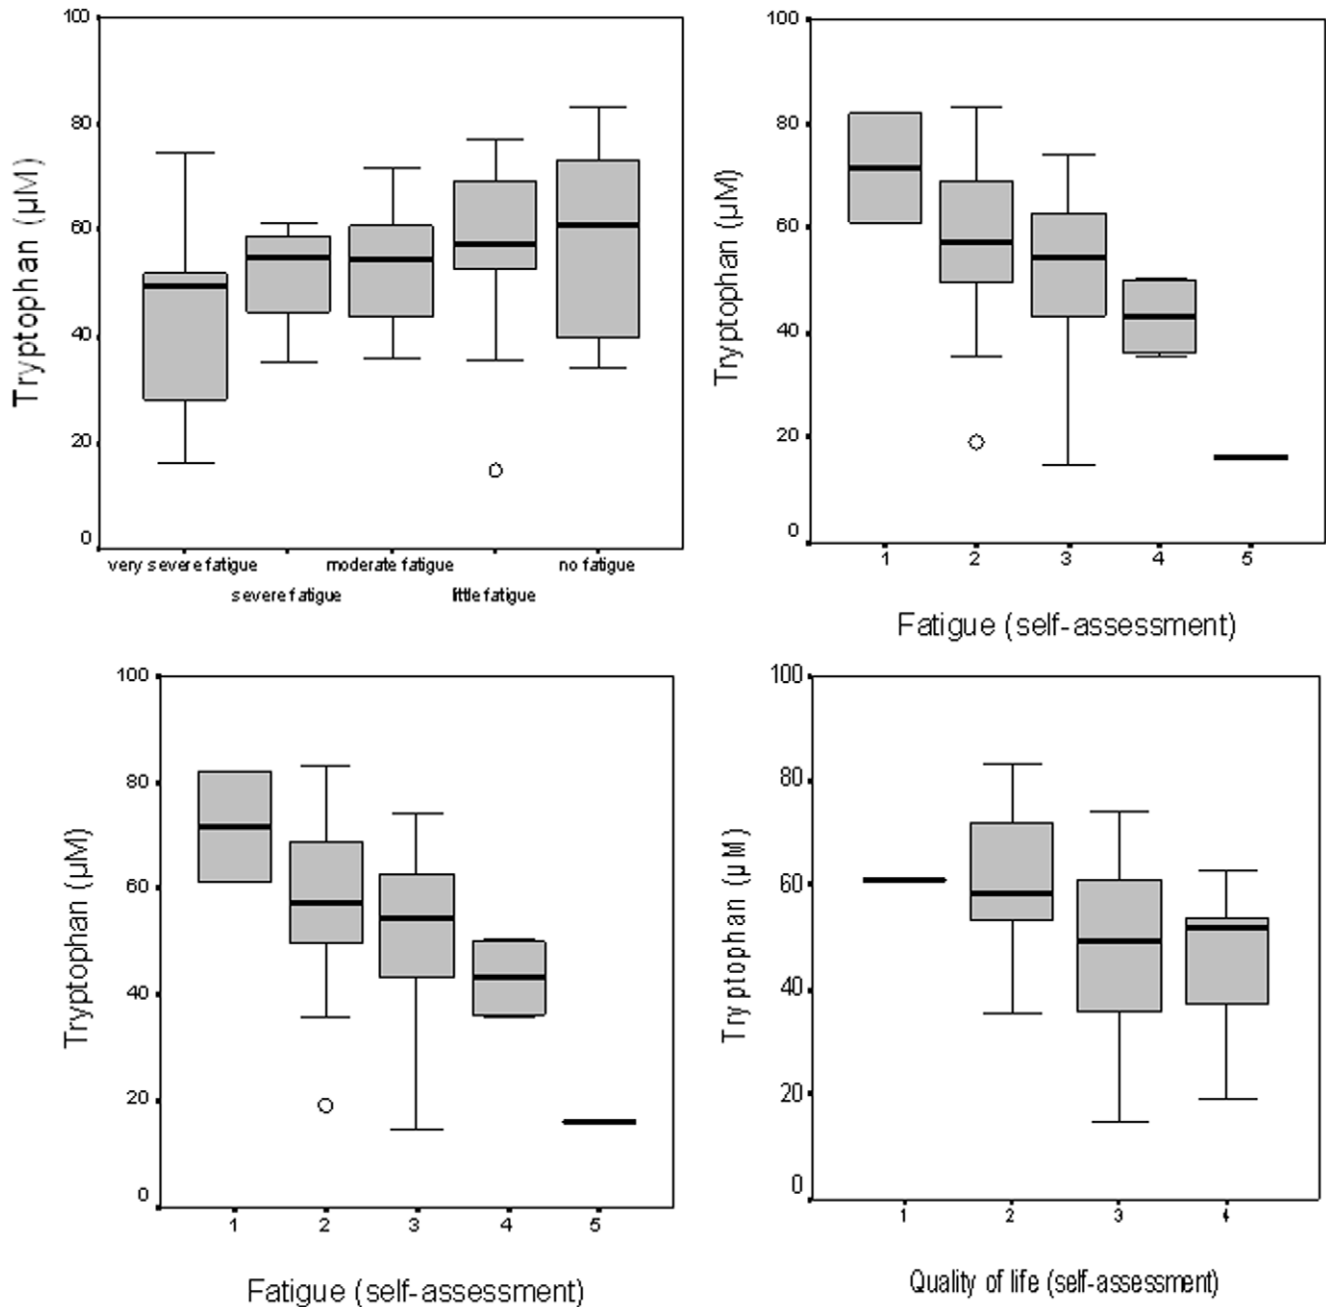 100
80
60
40
20
0
Tryptophan (µM)
very severe fatigue
moderate fatigue
no fatigue
severe fatigue
little fatigue
100
80
60
40
20
0
Tryptophan (µM)
1 2 3 4 5
Fatigue (self-assessment)
100
80
60
40
20
0
Tryptophan (µM)
1 2 3 4 5
Fatigue (self-assessment)
100
80
60
40
20
0
Tryptophan (µM)
1 2 3 4
Quality of life (self-assessment)